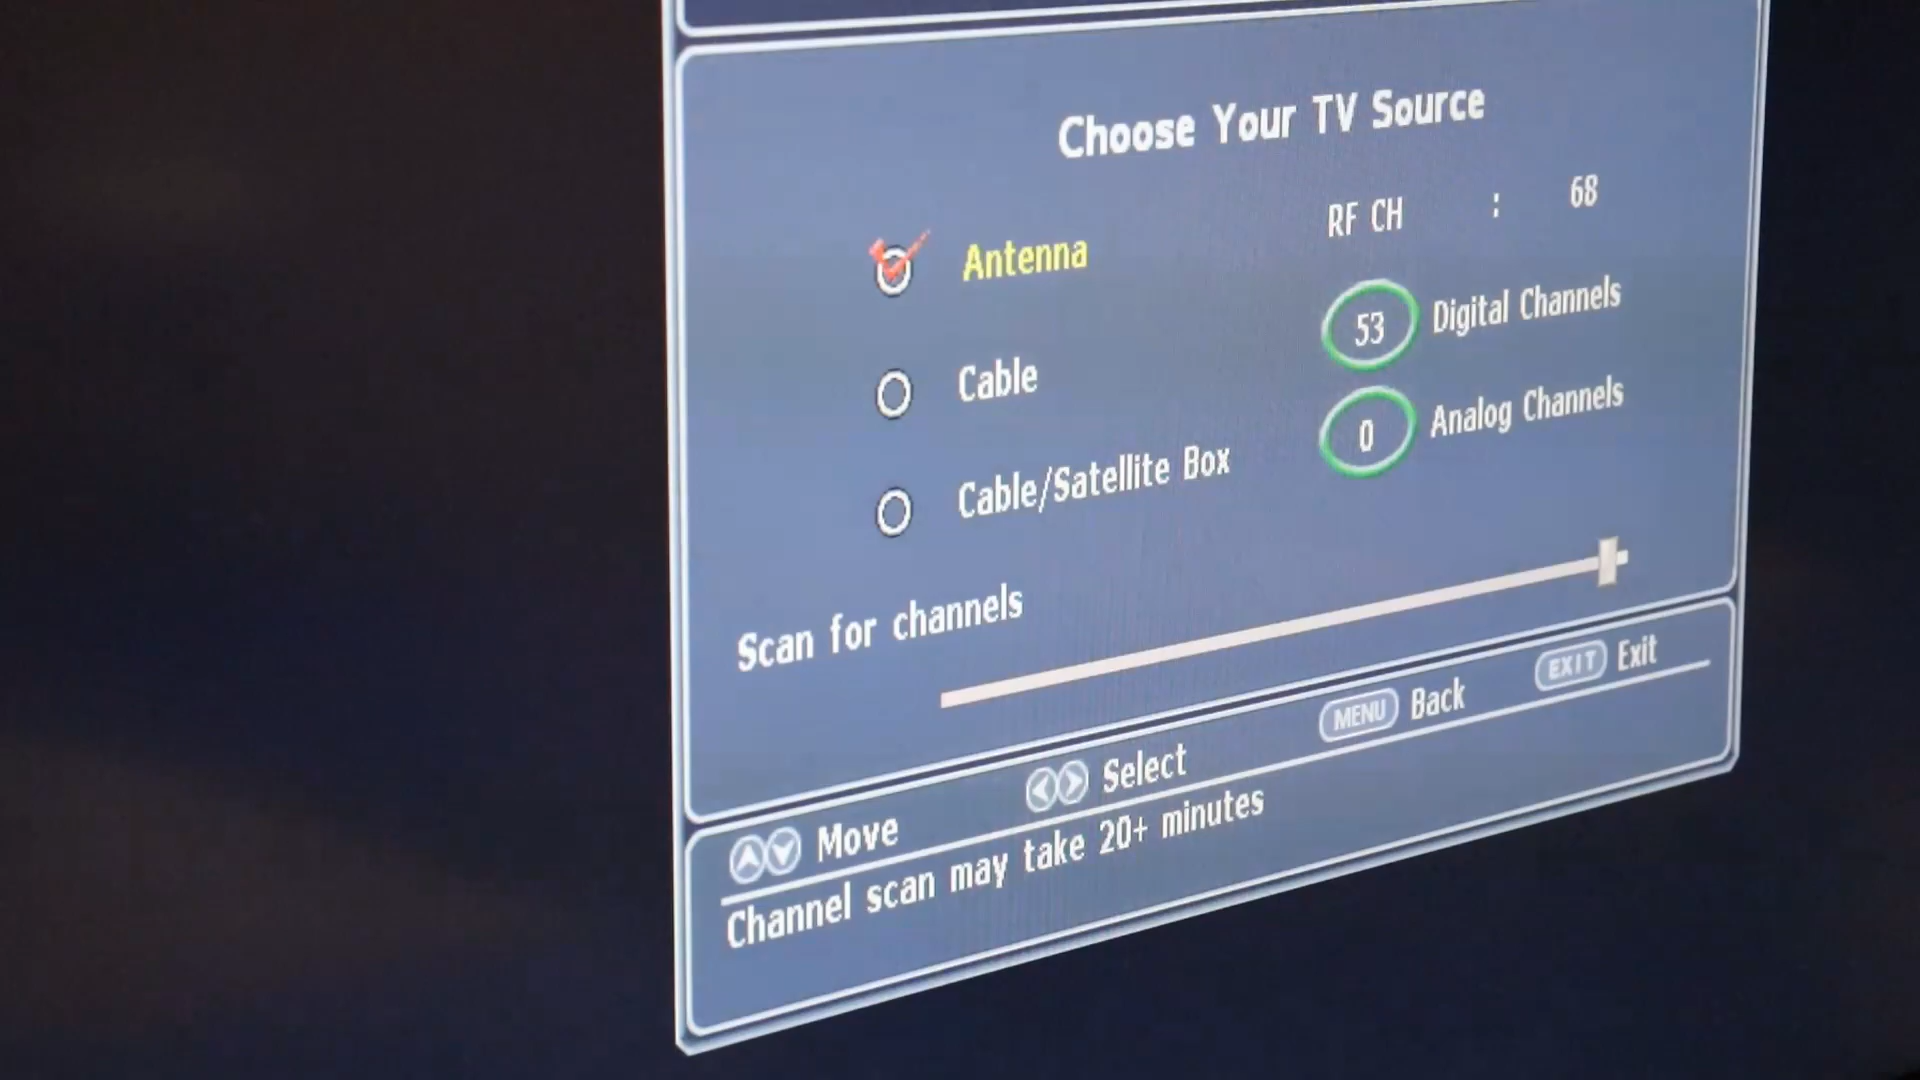 Choose Your TV Source
Antenna
RF CH : 68
53 Digital Channels
Cable
0 Analog Channels
Cable/Satellite Box
Scan for channels
Move Select MENU Back EXIT Exit
Channel scan may take 20+ minutes